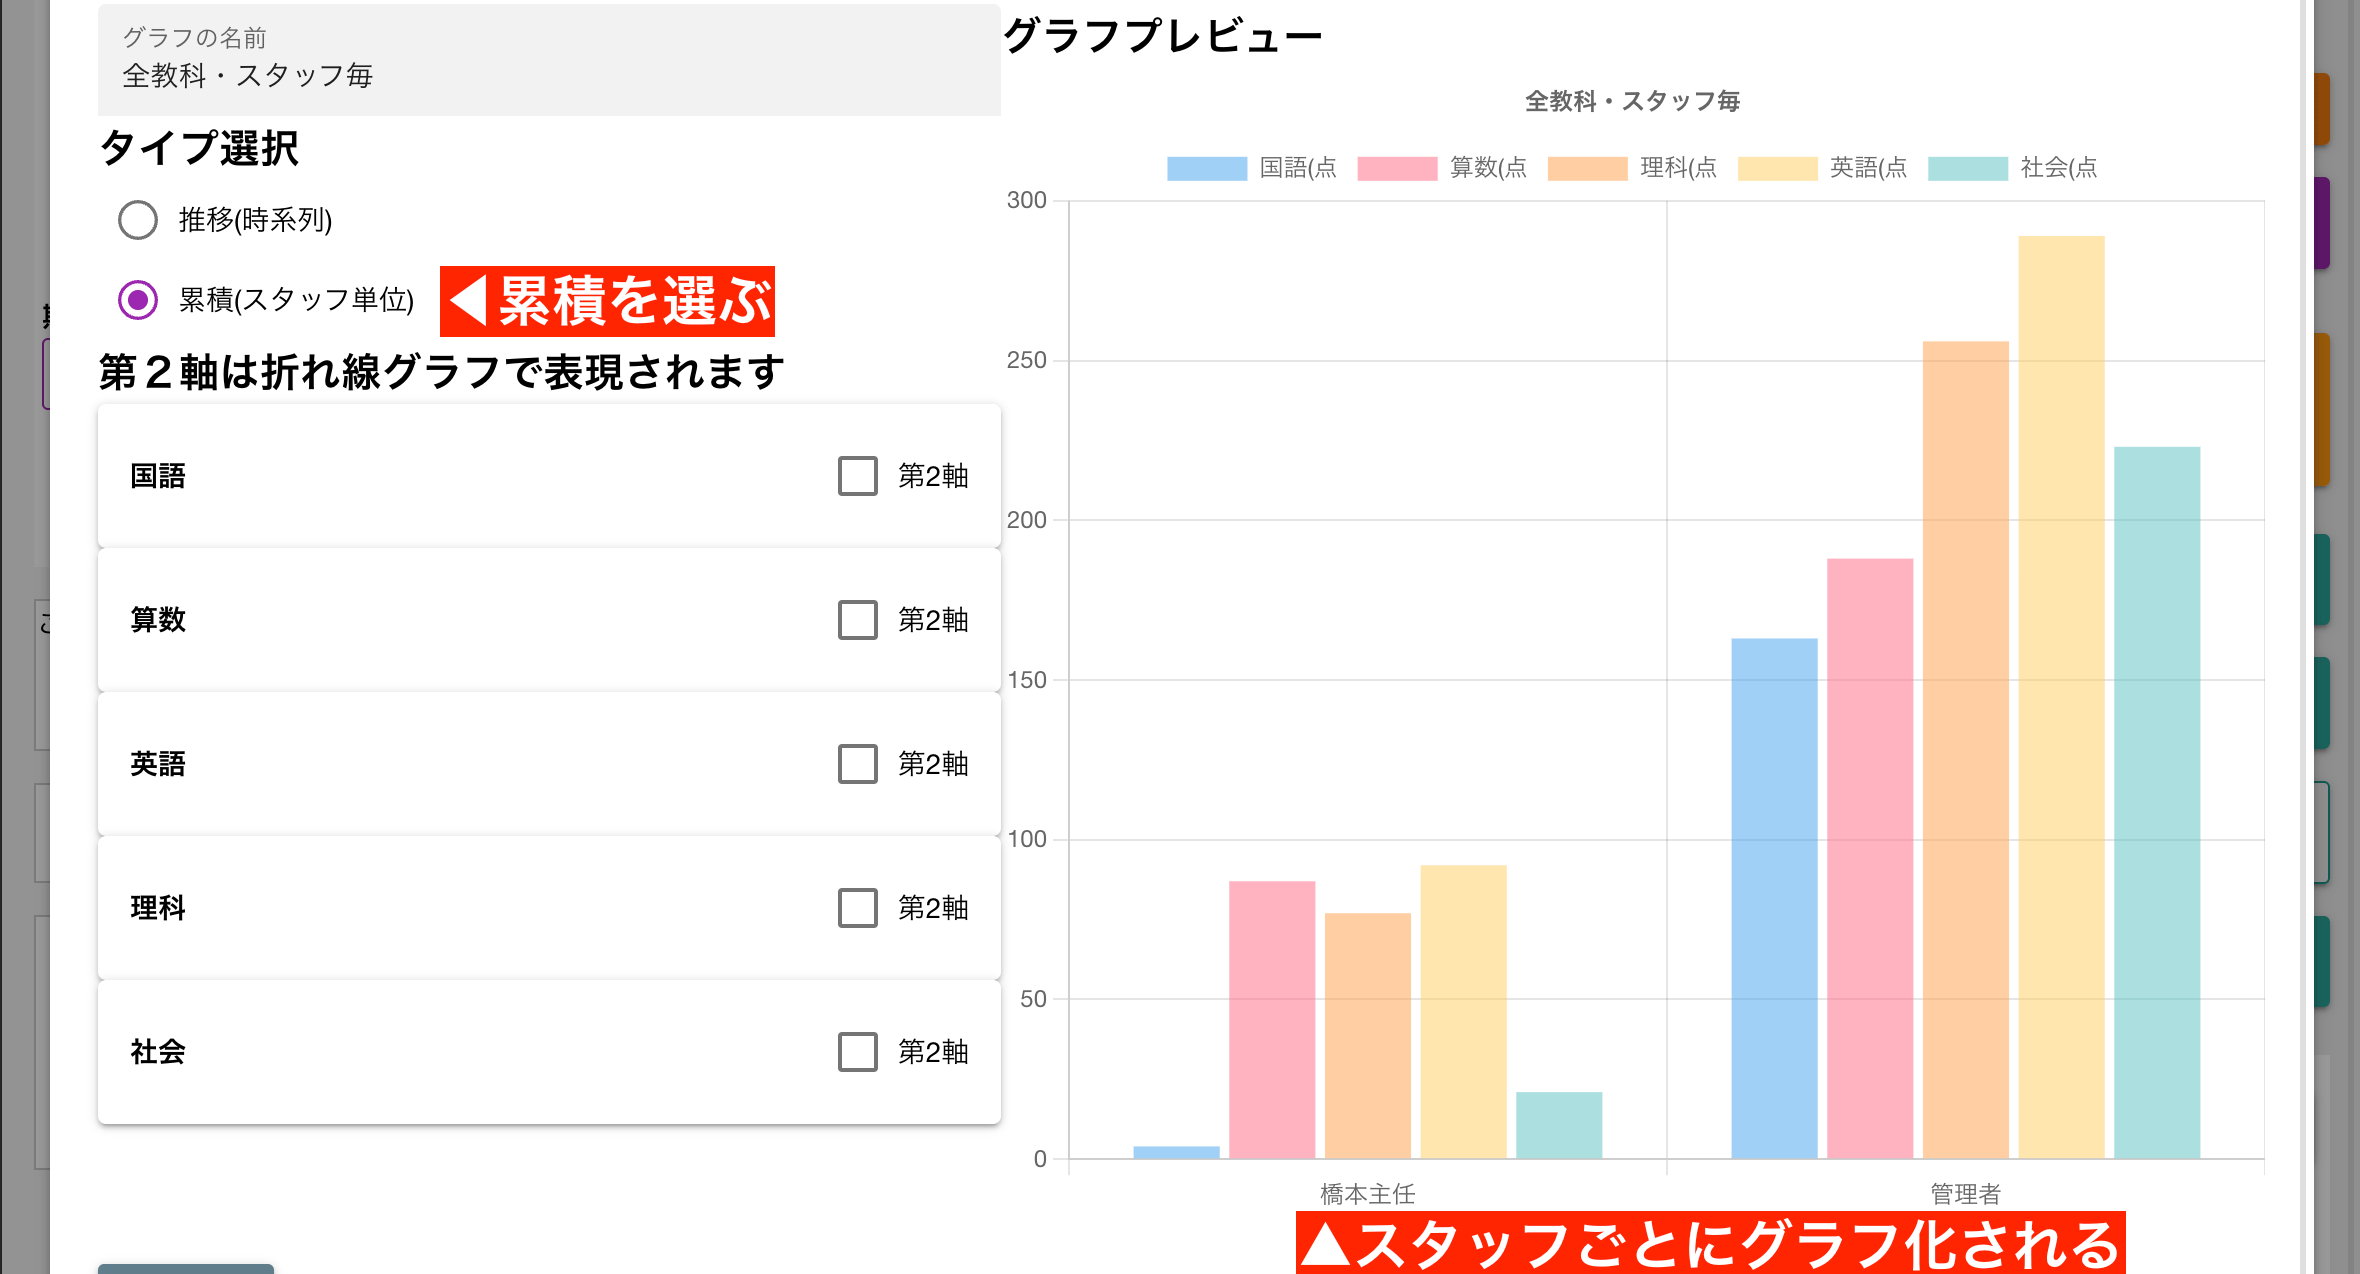 グラフの名前
全教科・スタッフ毎
タイプ選択
推移(時系列)
累積(スタッフ単位)
◀累積を選ぶ
第２軸は折れ線グラフで表現されます
国語 第2軸
算数 第2軸
英語 第2軸
理科 第2軸
社会 第2軸
グラフプレビュー
全教科・スタッフ毎
国語(点 算数(点 理科(点 英語(点 社会(点
300
250
200
150
100
50
0
橋本主任 管理者
▲スタッフごとにグラフ化される